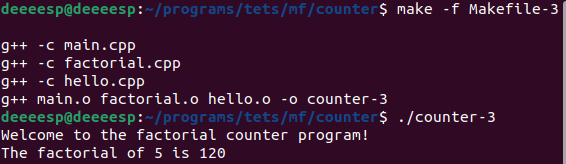 deeeesp@deeeesp:~/programs/tets/mf/counter$ make -f Makefile-3
g++ -c main.cpp
g++ -c factorial.cpp
g++ -c hello.cpp
g++ main.o factorial.o hello.o -o counter-3
deeeesp@deeeesp:~/programs/tets/mf/counter$ ./counter-3
Welcome to the factorial counter program!
The factorial of 5 is 120